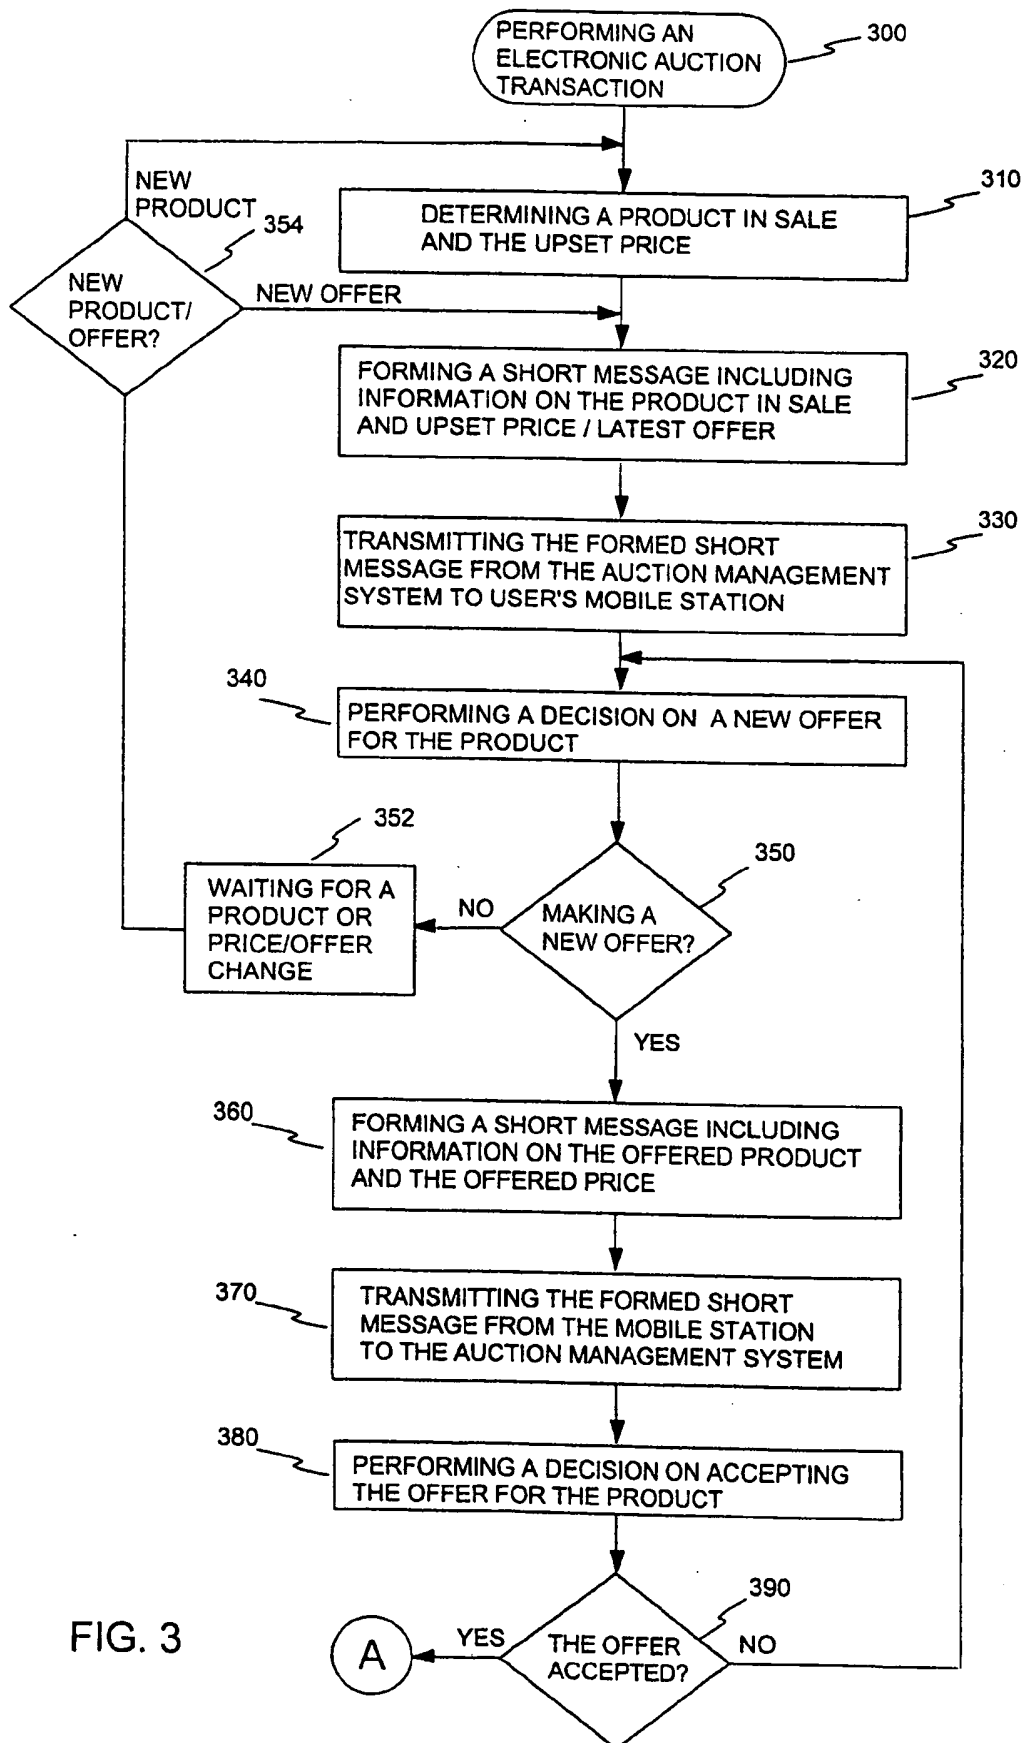 PERFORMING AN
ELECTRONIC AUCTION
TRANSACTION
300
NEW
PRODUCT
354
310
DETERMINING A PRODUCT IN SALE
AND THE UPSET PRICE
NEW
PRODUCT/
OFFER?
NEW OFFER
320
FORMING A SHORT MESSAGE INCLUDING
INFORMATION ON THE PRODUCT IN SALE
AND UPSET PRICE / LATEST OFFER
330
TRANSMITTING THE FORMED SHORT
MESSAGE FROM THE AUCTION MANAGEMENT
SYSTEM TO USER'S MOBILE STATION
340
PERFORMING A DECISION ON A NEW OFFER
FOR THE PRODUCT
352
350
WAITING FOR A
PRODUCT OR
PRICE/OFFER
CHANGE
NO
MAKING A
NEW OFFER?
YES
360
FORMING A SHORT MESSAGE INCLUDING
INFORMATION ON THE OFFERED PRODUCT
AND THE OFFERED PRICE
370
TRANSMITTING THE FORMED SHORT
MESSAGE FROM THE MOBILE STATION
TO THE AUCTION MANAGEMENT SYSTEM
380
PERFORMING A DECISION ON ACCEPTING
THE OFFER FOR THE PRODUCT
390
FIG. 3
A
YES
THE OFFER
ACCEPTED?
NO